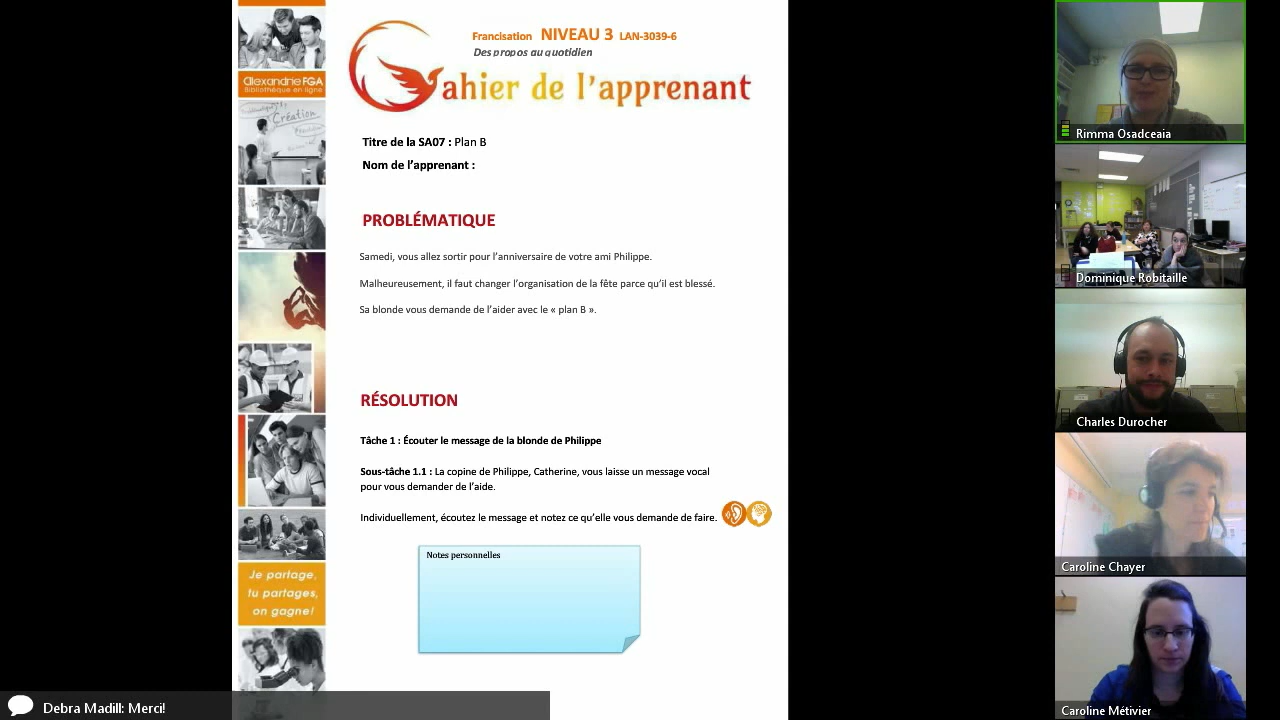 Francisation NIVEAU 3 LAN-3039-6
Des propos au quotidien
Cahier de l'apprenant
Alexandrie FGA
Bibliothèque en ligne
Création
Titre de la SA07 : Plan B
Nom de l'apprenant :
PROBLÉMATIQUE
Samedi, vous allez sortir pour l'anniversaire de votre ami Philippe.
Malheureusement, il faut changer l'organisation de la fête parce qu'il est blessé.
Sa blonde vous demande de l'aider avec le « plan B ».
RÉSOLUTION
Tâche 1 : Écouter le message de la blonde de Philippe
Sous-tâche 1.1 : La copine de Philippe, Catherine, vous laisse un message vocal
pour vous demander de l'aide.
Individuellement, écoutez le message et notez ce qu'elle vous demande de faire.
Notes personnelles
Je partage,
tu partages,
on gagne!
Debra Madill: Merci!
Rimma Osadceaia
Dominique Robitaille
Charles Durocher
Caroline Chayer
Caroline Métivier